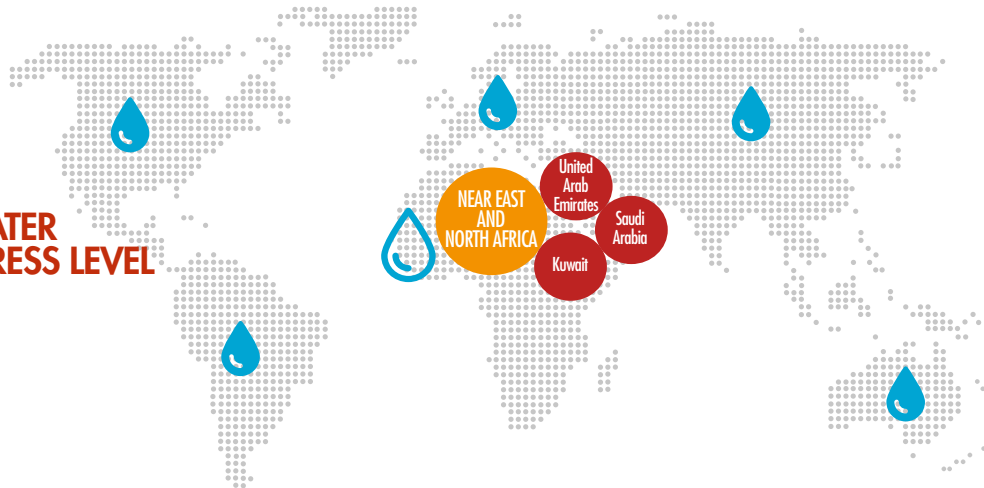 ATER
RESS LEVEL
NEAR EAST
AND
NORTH AFRICA
United
Arab
Emirates
Saudi
Arabia
Kuwait